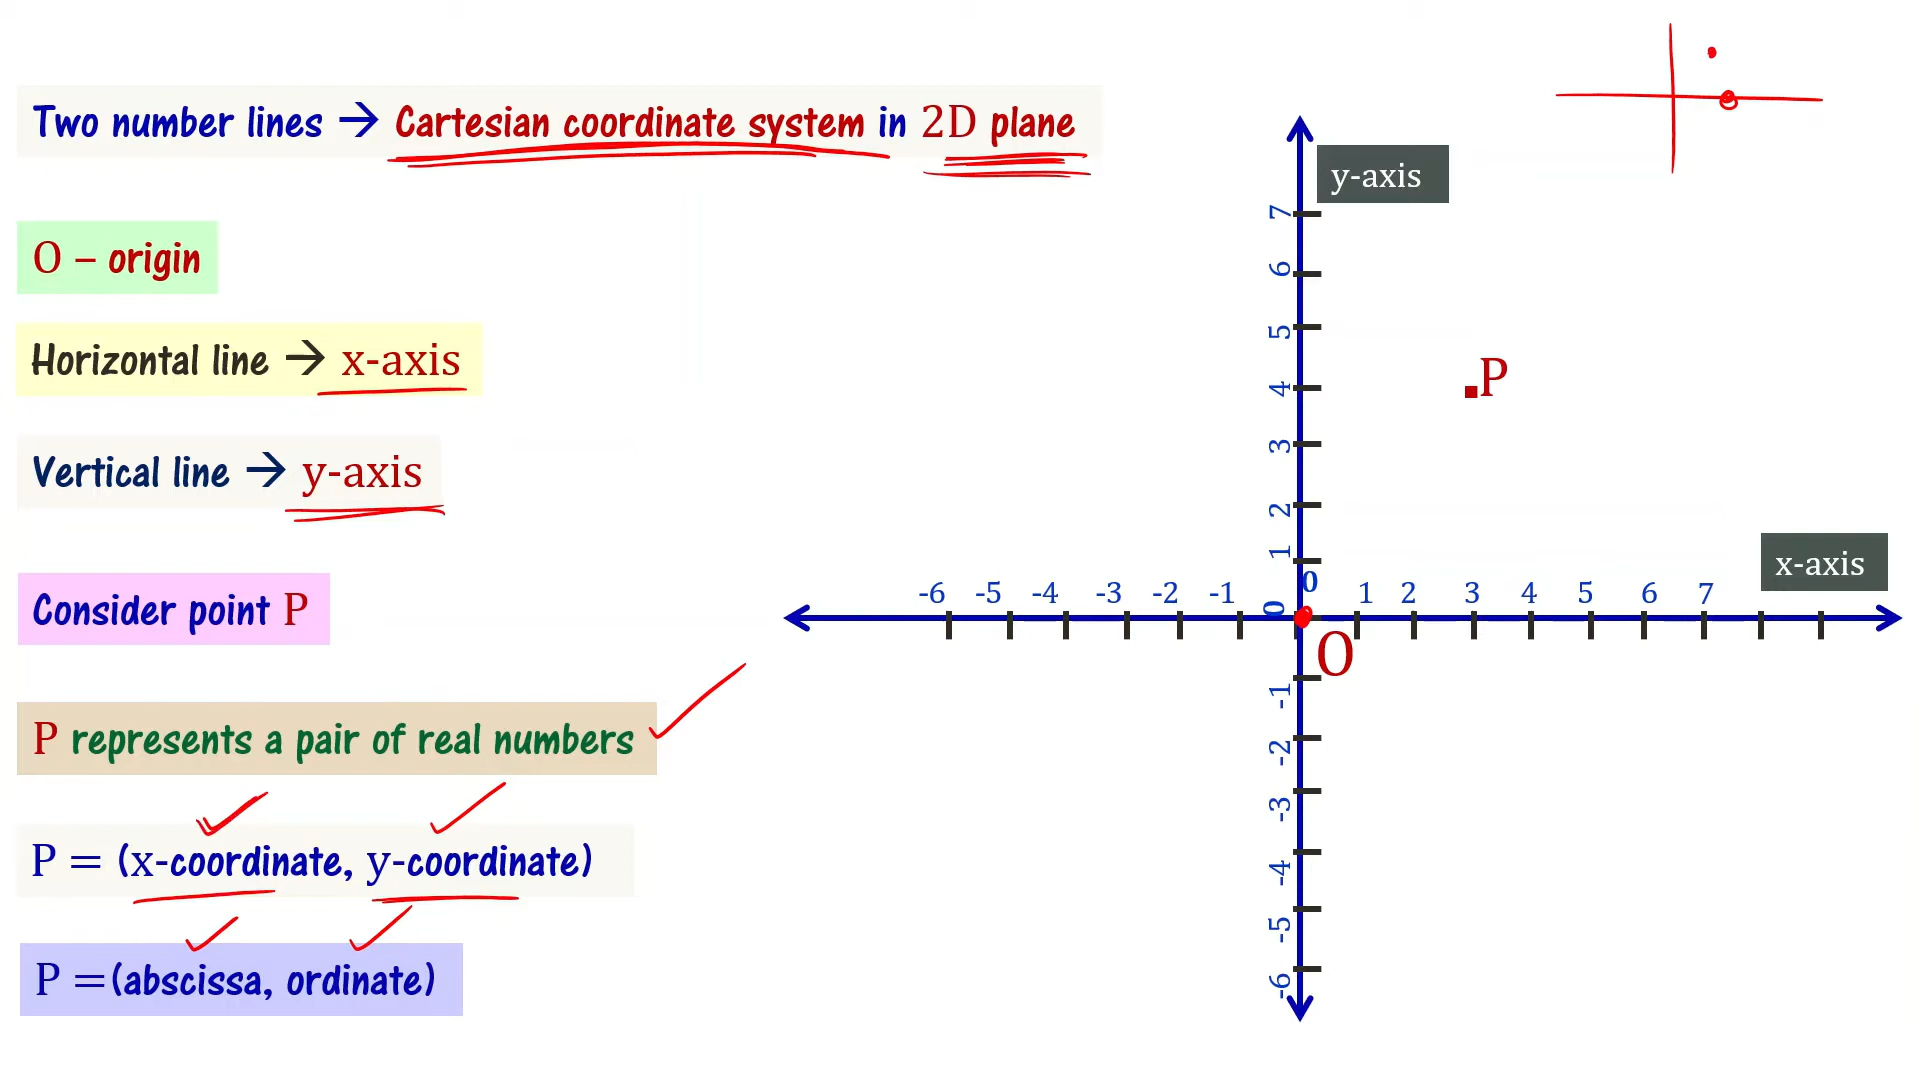 Two number lines → Cartesian coordinate system in 2D plane
O – origin
Horizontal line → x-axis
Vertical line → y-axis
Consider point P
P represents a pair of real numbers
P = (x-coordinate, y-coordinate)
P =(abscissa, ordinate)
y-axis
7
6
5
4
P
3
2
1
x-axis
-6 -5 -4 -3 -2 -1 0 0 1 2 3 4 5 6 7
O
-1
-2
-3
-4
-5
-6